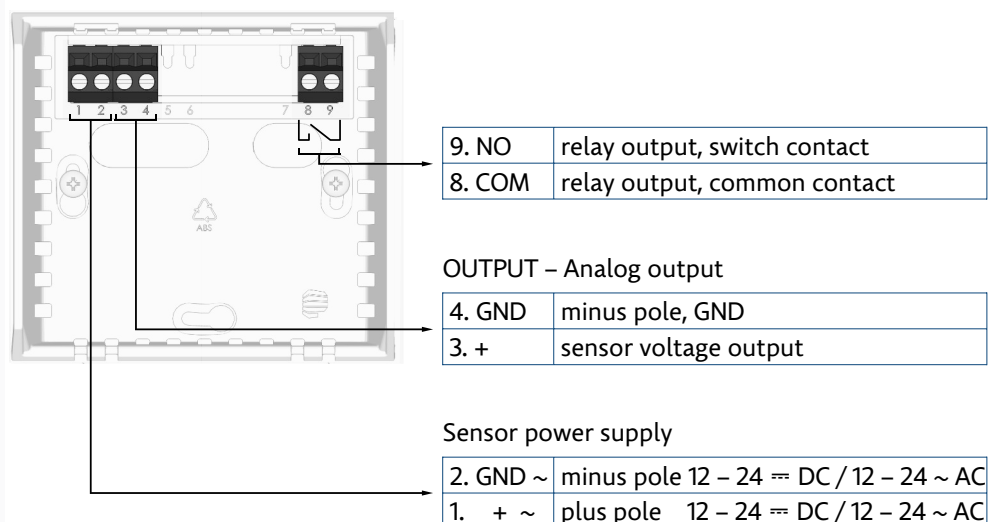 1 2 3 4 5 6 7 8 9
ABS
9. NO relay output, switch contact
8. COM relay output, common contact
OUTPUT – Analog output
4. GND minus pole, GND
3. + sensor voltage output
Sensor power supply
2. GND ~ minus pole 12 – 24 ⎓ DC / 12 – 24 ~ AC
1. + ~ plus pole 12 – 24 ⎓ DC / 12 – 24 ~ AC